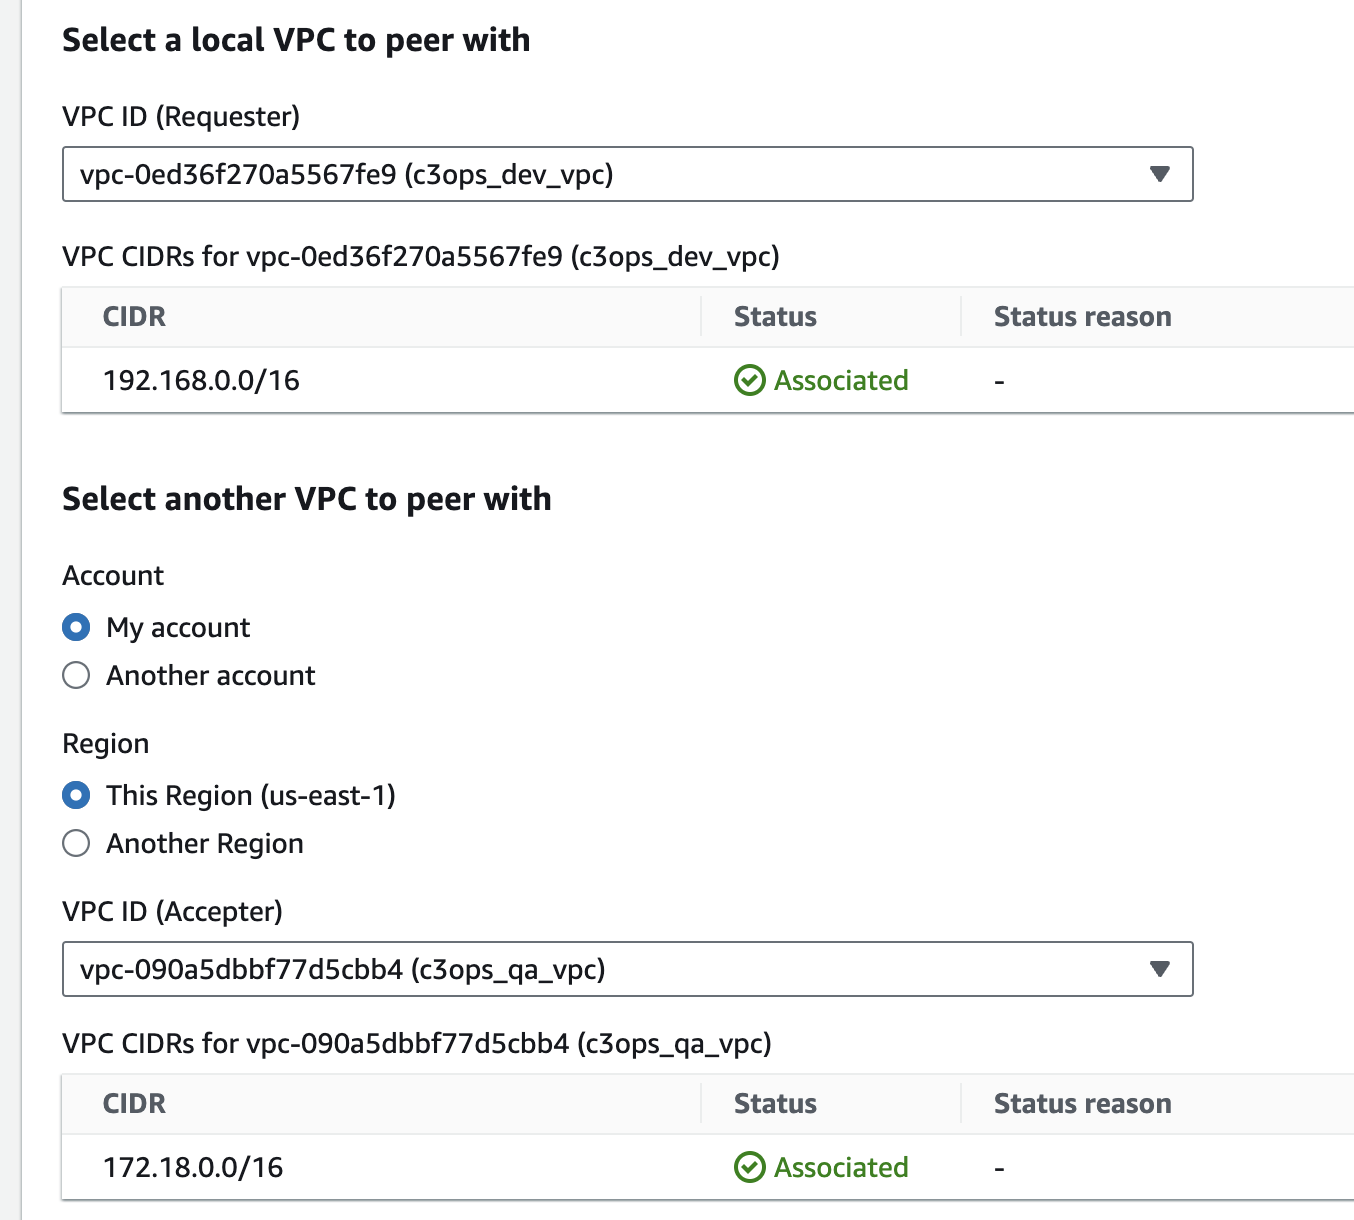 Select a local VPC to peer with
VPC ID (Requester)
vpc-0ed36f270a5567fe9 (c3ops_dev_vpc)
VPC CIDRs for vpc-0ed36f270a5567fe9 (c3ops_dev_vpc)
CIDR Status Status reason
192.168.0.0/16 Associated -
Select another VPC to peer with
Account
My account
Another account
Region
This Region (us-east-1)
Another Region
VPC ID (Accepter)
vpc-090a5dbbf77d5cbb4 (c3ops_qa_vpc)
VPC CIDRs for vpc-090a5dbbf77d5cbb4 (c3ops_qa_vpc)
CIDR Status Status reason
172.18.0.0/16 Associated -